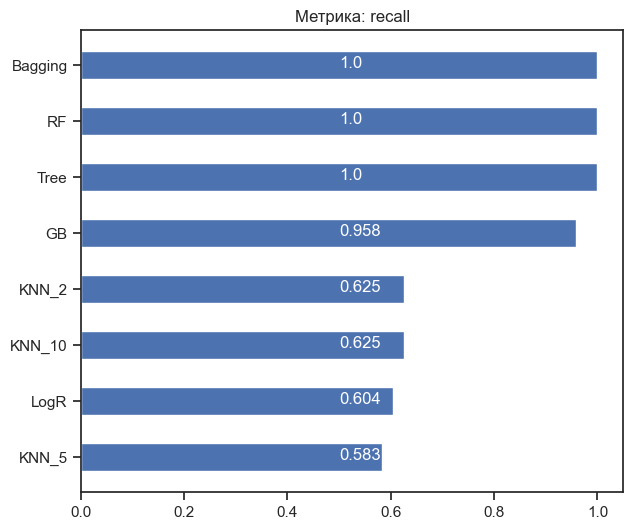 Метрика: recall
Bagging 1.0
RF 1.0
Tree 1.0
GB 0.958
KNN_2 0.625
KNN_10 0.625
LogR 0.604
KNN_5 0.583
0.0 0.2 0.4 0.6 0.8 1.0